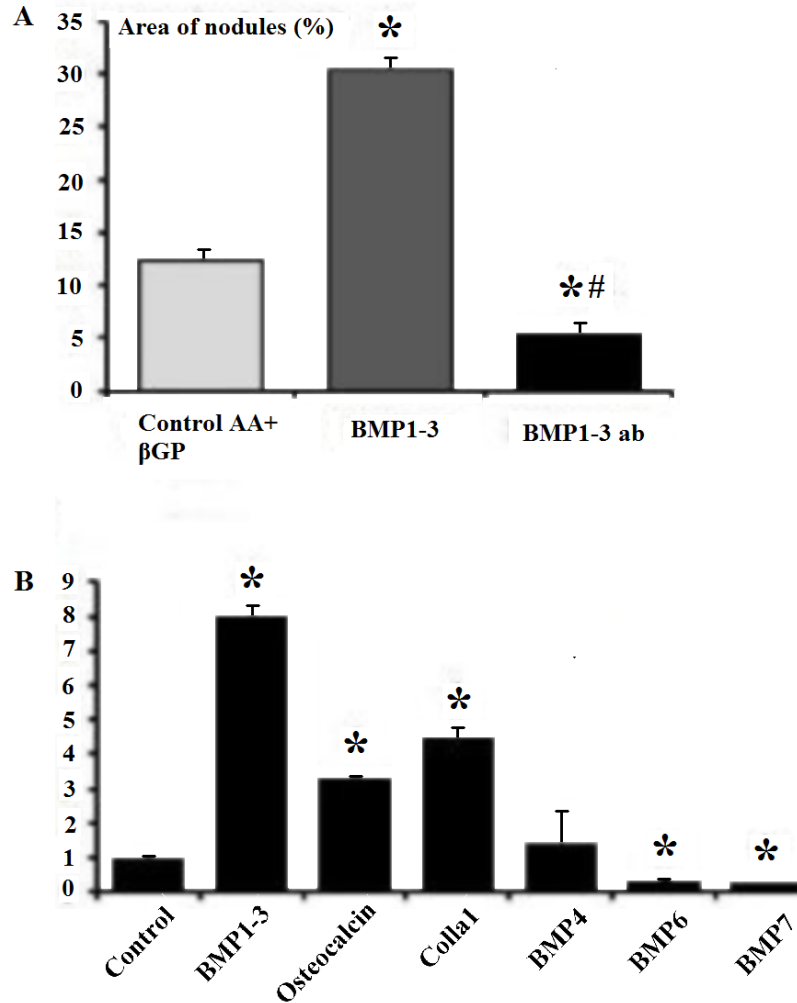 A
Area of nodules (%)
35
30
25
20
15
10
5
0
*
*#
Control AA+
βGP
BMP1-3
BMP1-3 ab
B
9
8
7
6
5
4
3
2
1
0
*
*
*
*
*
Control
BMP1-3
Osteocalcin
Colla1
BMP4
BMP6
BMP7